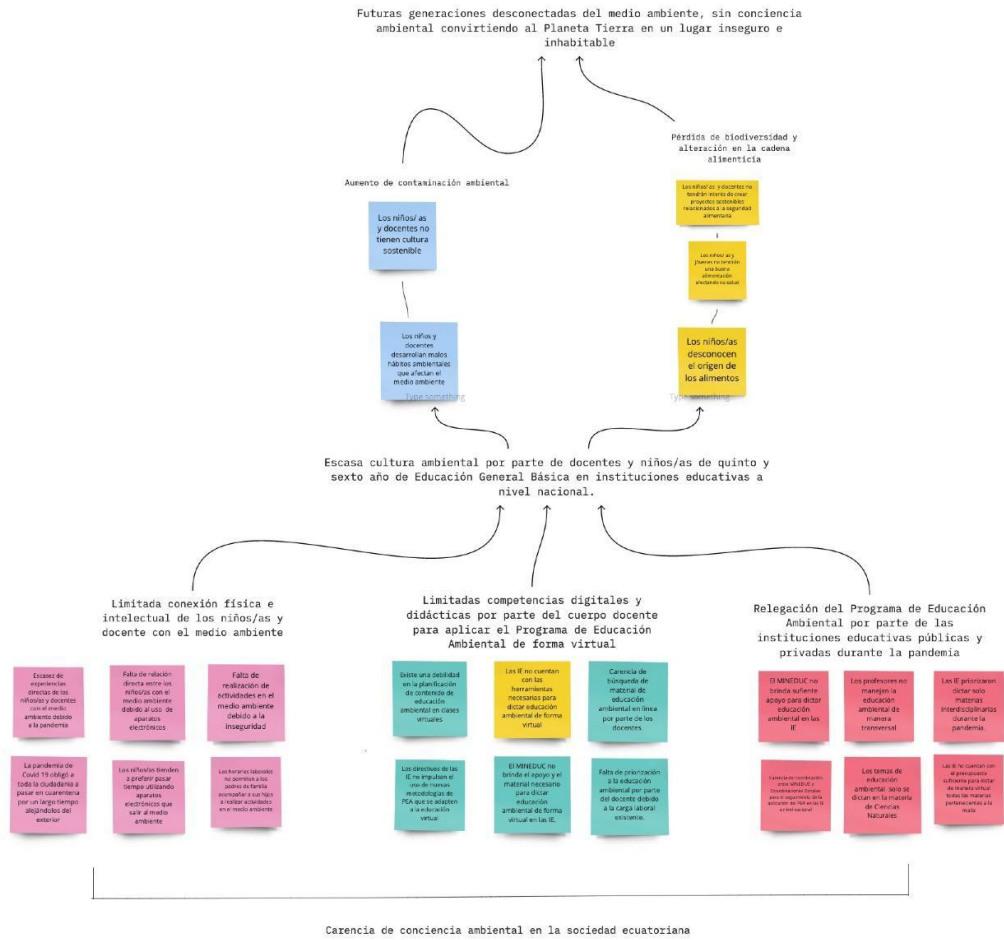 Futuras generaciones desconectadas del medio ambiente, sin conciencia
ambiental convirtiendo al Planeta Tierra en un lugar inseguro e
inhabitable
Pérdida de biodiversidad y
alteración en la cadena
alimenticia
Aumento de contaminación ambiental
Los niños/ as y docentes no
tendrán interés de crear
proyectos sostenibles
relacionados a la seguridad
alimentaria
Los niños/ as
y docentes no
tienen cultura
sostenible
Los niños/as y
jóvenes no tendrán
una buena
alimentación
afectando su salud
Los niños y
docentes
desarrollan malos
hábitos ambientales
que afectan el
medio ambiente
Type something
Los niños/as
desconocen
el origen de
los alimentos
Type something
Escasa cultura ambiental por parte de docentes y niños/as de quinto y
sexto año de Educación General Básica en instituciones educativas a
nivel nacional.
Limitada conexión física e
intelectual de los niños/as y
docente con el medio ambiente
Limitadas competencias digitales y
didácticas por parte del cuerpo docente
para aplicar el Programa de Educación
Ambiental de forma virtual
Relegación del Programa de Educación
Ambiental por parte de las
instituciones educativas públicas y
privadas durante la pandemia
Escasez de
experiencias
directas de los
niños/as y docentes
con el medio
ambiente debido
a la pandemia
Falta de relación
directa entre los
niños/as con el
medio ambiente
debido al uso de
aparatos
electrónicos
Falta de
realización de
actividades en el
medio ambiente
debido a la
inseguridad
Existe una debilidad
en la planificación
de contenido de
educación
ambiental en clases
virtuales
Las IE no cuentan
con las
herramientas
necesarias para
dictar educación
ambiental de forma
virtual
Carencia de
búsqueda de
material de
educación
ambiental en línea
por parte de los
docentes.
El MINEDUC no
brinda sufiente
apoyo para dictar
educación
ambiental en las
IE
Los profesores no
manejan la
educación
ambiental de
manera
transversal
Las IE priorizaron
dictar solo
materias
interdisciplinarias
durante la
pandemia.
La pandemia de
Covid 19 obligó a
toda la ciudadania a
pasar en cuarentena
por un largo tiempo
alejándolos del
exterior
Los niños/as tienden
a preferir pasar
tiempo utilizando
aparatos
electrónicos que
salir al medio
ambiente
Los horarios laborales
no permiten a los
padres de familia
acompañar a sus hijos
a realizar actividades
en el medio ambiente
Los directivos de las
IE no impulsan el
uso de nuevas
metodologías de
PEA que se adapten
a la educación
virtual
El MINEDUC no
brinda el apoyo y el
material necesario
para dictar
educación
ambiental de forma
virtual en las IE.
Falta de priorización
a la educación
ambiental por parte
del docente debido
a la carga laboral
existente.
Carencia de coordinación
entre MINEDUC y
Coordinaciones Zonales
para el seguimiento de la
aplicación del PEA en las IE
a nivel nacional
Los temas de
educación
ambiental solo se
dictan en la materia
de Ciencias
Naturales
Las IE no cuentan con
el presupuesto
suficiente para dictar
de manera virtual
todas las materias
pertenecientes a la
malla
Carencia de conciencia ambiental en la sociedad ecuatoriana